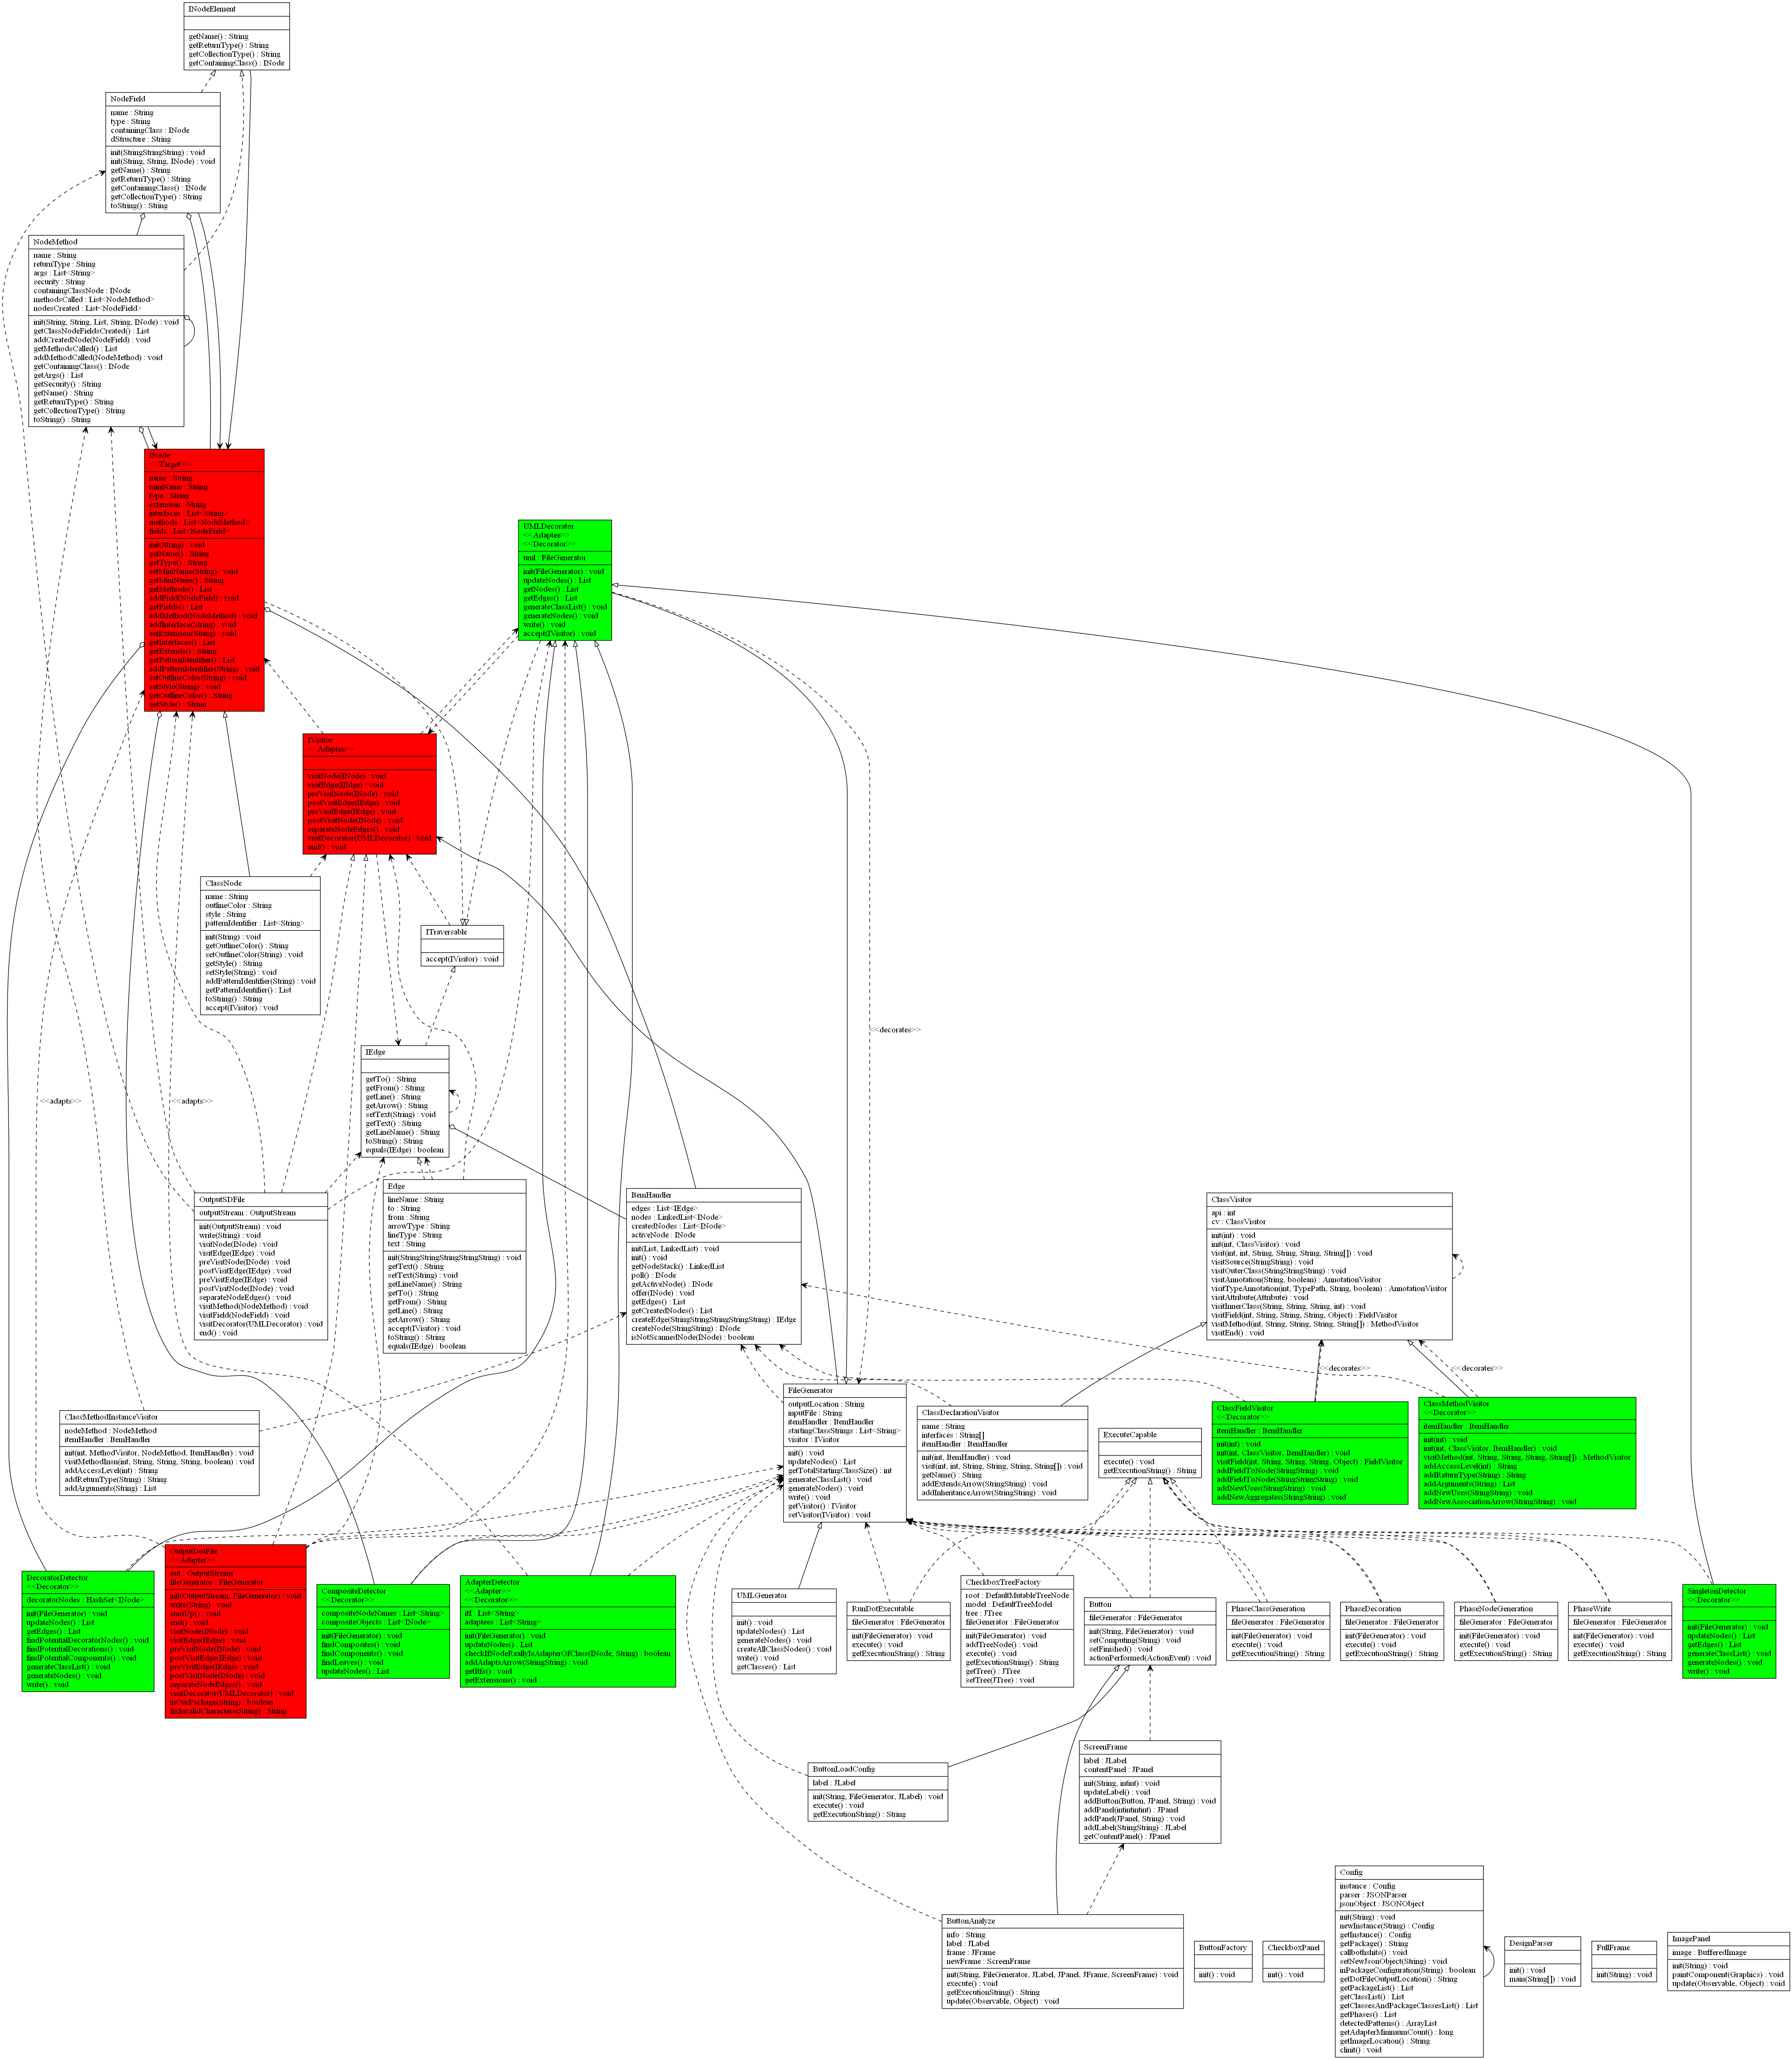 INodeElement
getName() : String
getReturnType() : String
getCollectionType() : String
getContainingClass() : INode
NodeField
name : String
type : String
containingClass : INode
dStructure : String
init(StringStringString) : void
init(String, String, INode) : void
getName() : String
getReturnType() : String
getContainingClass() : INode
getCollectionType() : String
toString() : String
NodeMethod
name : String
returnType : String
args : List<String>
security : String
containingClassNode : INode
methodsCalled : List<NodeMethod>
nodesCreated : List<NodeField>
init(String, String, List, String, INode) : void
getClassNodeFieldsCreated() : List
addCreatedNode(NodeField) : void
getMethodsCalled() : List
addMethodCalled(NodeMethod) : void
getContainingClass() : INode
getArgs() : List
getSecurity() : String
getName() : String
getReturnType() : String
getCollectionType() : String
toString() : String
INode
<<Target>>
name : String
miniName : String
type : String
extension : String
interfaces : List<String>
methods : List<NodeMethod>
fields : List<NodeField>
init(String) : void
getName() : String
getType() : String
setMiniName(String) : void
getMiniName() : String
getMethods() : List
addField(NodeField) : void
getFields() : List
addMethod(NodeMethod) : void
addInterface(String) : void
setExtension(String) : void
getInterfaces() : List
getExtends() : String
getPatternIdentifier() : List
addPatternIdentifier(String) : void
setOutlineColor(String) : void
setStyle(String) : void
getOutlineColor() : String
getStyle() : String
UMLDecorator
<<Adaptee>>
<<Decorator>>
uml : FileGenerator
init(FileGenerator) : void
updateNodes() : List
getNodes() : List
getEdges() : List
generateClassList() : void
generateNodes() : void
write() : void
accept(IVisitor) : void
IVisitor
<<Adaptee>>
visitNode(INode) : void
visitEdge(IEdge) : void
preVisitNode(INode) : void
postVisitEdge(IEdge) : void
preVisitEdge(IEdge) : void
postVisitNode(INode) : void
separateNodeEdges() : void
visitDecorator(UMLDecorator) : void
end() : void
ClassNode
name : String
outlineColor : String
style : String
patternIdentifier : List<String>
init(String) : void
getOutlineColor() : String
setOutlineColor(String) : void
getStyle() : String
setStyle(String) : void
addPatternIdentifier(String) : void
getPatternIdentifier() : List
toString() : String
accept(IVisitor) : void
ITraversable
accept(IVisitor) : void
<<decorates>>
IEdge
getTo() : String
getFrom() : String
getLine() : String
getArrow() : String
setText(String) : void
getText() : String
getLineName() : String
toString() : String
equals(IEdge) : boolean
<<adapts>>
<<adapts>>
OutputSDFile
outputStream : OutputStream
init(OutputStream) : void
write(String) : void
visitNode(INode) : void
visitEdge(IEdge) : void
preVisitNode(INode) : void
postVisitEdge(IEdge) : void
preVisitEdge(IEdge) : void
postVisitNode(INode) : void
separateNodeEdges() : void
visitMethod(NodeMethod) : void
visitField(NodeField) : void
visitDecorator(UMLDecorator) : void
end() : void
Edge
lineName : String
to : String
from : String
arrowType : String
lineType : String
text : String
init(StringStringStringStringString) : void
getText() : String
setText(String) : void
getLineName() : String
getTo() : String
getFrom() : String
getLine() : String
getArrow() : String
accept(IVisitor) : void
toString() : String
equals(IEdge) : boolean
ItemHandler
edges : List<IEdge>
nodes : LinkedList<INode>
createdNodes : List<INode>
activeNode : INode
init(List, LinkedList) : void
init() : void
getNodeStack() : LinkedList
poll() : INode
getActiveNode() : INode
offer(INode) : void
getEdges() : List
getCreatedNodes() : List
createEdge(StringStringStringStringString) : IEdge
createNode(StringString) : INode
isNotScannedNode(INode) : boolean
ClassVisitor
api : int
cv : ClassVisitor
init(int) : void
init(int, ClassVisitor) : void
visit(int, int, String, String, String, String[]) : void
visitSource(StringString) : void
visitOuterClass(StringStringString) : void
visitAnnotation(String, boolean) : AnnotationVisitor
visitTypeAnnotation(int, TypePath, String, boolean) : AnnotationVisitor
visitAttribute(Attribute) : void
visitInnerClass(String, String, String, int) : void
visitField(int, String, String, String, Object) : FieldVisitor
visitMethod(int, String, String, String, String[]) : MethodVisitor
visitEnd() : void
<<decorates>>
<<decorates>>
ClassMethodInstanceVisitor
nodeMethod : NodeMethod
itemHandler : ItemHandler
init(int, MethodVisitor, NodeMethod, ItemHandler) : void
visitMethodInsn(int, String, String, String, boolean) : void
addAccessLevel(int) : String
addReturnType(String) : String
addArguments(String) : List
FileGenerator
outputLocation : String
inputFile : String
itemHandler : ItemHandler
startingClassStrings : List<String>
visitor : IVisitor
init() : void
updateNodes() : List
getTotalStartingClassSize() : int
generateClassList() : void
generateNodes() : void
write() : void
getVisitor() : IVisitor
setVisitor(IVisitor) : void
ClassDeclarationVisitor
name : String
interfaces : String[]
itemHandler : ItemHandler
init(int, ItemHandler) : void
visit(int, int, String, String, String, String[]) : void
getName() : String
addExtendsArrow(StringString) : void
addInheritanceArrow(StringString) : void
ExecuteCapable
execute() : void
getExecutionString() : String
ClassFieldVisitor
<<Decorator>>
itemHandler : ItemHandler
init(int) : void
init(int, ClassVisitor, ItemHandler) : void
visitField(int, String, String, String, Object) : FieldVisitor
addFieldToNode(StringString) : void
addFieldToNode(StringStringString) : void
addNewUses(StringString) : void
addNewAggregates(StringString) : void
ClassMethodVisitor
<<Decorator>>
itemHandler : ItemHandler
init(int) : void
init(int, ClassVisitor, ItemHandler) : void
visitMethod(int, String, String, String, String[]) : MethodVisitor
addAccessLevel(int) : String
addReturnType(String) : String
addArguments(String) : List
addNewUses(StringString) : void
addNewAssociationArrow(StringString) : void
DecoratorDetector
<<Decorator>>
decoratorNodes : HashSet<INode>
init(FileGenerator) : void
updateNodes() : List
getEdges() : List
findPotentialDecoratorNodes() : void
findPotentialDecorations() : void
findPotentialComponents() : void
generateClassList() : void
generateNodes() : void
write() : void
OutputDotFile
<<Adapter>>
out : OutputStream
fileGenerator : FileGenerator
init(OutputStream, FileGenerator) : void
write(String) : void
startUp() : void
end() : void
visitNode(INode) : void
visitEdge(IEdge) : void
preVisitNode(INode) : void
postVisitEdge(IEdge) : void
preVisitEdge(IEdge) : void
postVisitNode(INode) : void
separateNodeEdges() : void
visitDecorator(UMLDecorator) : void
inOurPackage(String) : boolean
fixInvalidCharacters(String) : String
CompositeDetector
<<Decorator>>
compositeNodeNames : List<String>
compositeObjects : List<INode>
init(FileGenerator) : void
findComposites() : void
findComponents() : void
findLeaves() : void
updateNodes() : List
AdapterDetector
<<Adapter>>
<<Decorator>>
itf : List<String>
adaptees : List<String>
init(FileGenerator) : void
updateNodes() : List
checkIfNodeReallyIsAdapterOfClass(INode, String) : boolean
addAdaptsArrow(StringString) : void
getItfs() : void
getExtensions() : void
UMLGenerator
init() : void
updateNodes() : List
generateNodes() : void
createAllClassNodes() : void
write() : void
getClasses() : List
RunDotExecutable
fileGenerator : FileGenerator
init(FileGenerator) : void
execute() : void
getExecutionString() : String
CheckboxTreeFactory
root : DefaultMutableTreeNode
model : DefaultTreeModel
tree : JTree
fileGenerator : FileGenerator
init(FileGenerator) : void
addTreeNode() : void
execute() : void
getExecutionString() : String
getTree() : JTree
setTree(JTree) : void
Button
fileGenerator : FileGenerator
init(String, FileGenerator) : void
setComputing(String) : void
setFinished() : void
actionPerformed(ActionEvent) : void
PhaseClassGeneration
fileGenerator : FileGenerator
init(FileGenerator) : void
execute() : void
getExecutionString() : String
PhaseDecoration
fileGenerator : FileGenerator
init(FileGenerator) : void
execute() : void
getExecutionString() : String
PhaseNodeGeneration
fileGenerator : FileGenerator
init(FileGenerator) : void
execute() : void
getExecutionString() : String
PhaseWrite
fileGenerator : FileGenerator
init(FileGenerator) : void
execute() : void
getExecutionString() : String
SingletonDetector
<<Decorator>>
init(FileGenerator) : void
updateNodes() : List
getEdges() : List
generateClassList() : void
generateNodes() : void
write() : void
ButtonLoadConfig
label : JLabel
init(String, FileGenerator, JLabel) : void
execute() : void
getExecutionString() : String
ScreenFrame
label : JLabel
contentPanel : JPanel
init(String, intint) : void
updateLabel() : void
addButton(Button, JPanel, String) : void
addPanel(intintintint) : JPanel
addPanel(JPanel, String) : void
addLabel(StringString) : JLabel
getContentPanel() : JPanel
ButtonAnalyze
info : String
label : JLabel
frame : JFrame
newFrame : ScreenFrame
init(String, FileGenerator, JLabel, JPanel, JFrame, ScreenFrame) : void
execute() : void
getExecutionString() : String
update(Observable, Object) : void
ButtonFactory
init() : void
CheckboxPanel
init() : void
Config
instance : Config
parser : JSONParser
jsonObject : JSONObject
init(String) : void
newInstance(String) : Config
getInstance() : Config
getPackage() : String
callbothshits() : void
setNewJsonObject(String) : void
inPackageConfiguration(String) : boolean
getDotFileOutputLocation() : String
getPackageList() : List
getClassList() : List
getClassesAndPackageClassesList() : List
getPhases() : List
detectedPatterns() : ArrayList
getAdapterMinimumCount() : long
getImageLocation() : String
clinit() : void
DesignParser
init() : void
main(String[]) : void
FullFrame
init(String) : void
ImagePanel
image : BufferedImage
init(String) : void
paintComponent(Graphics) : void
update(Observable, Object) : void